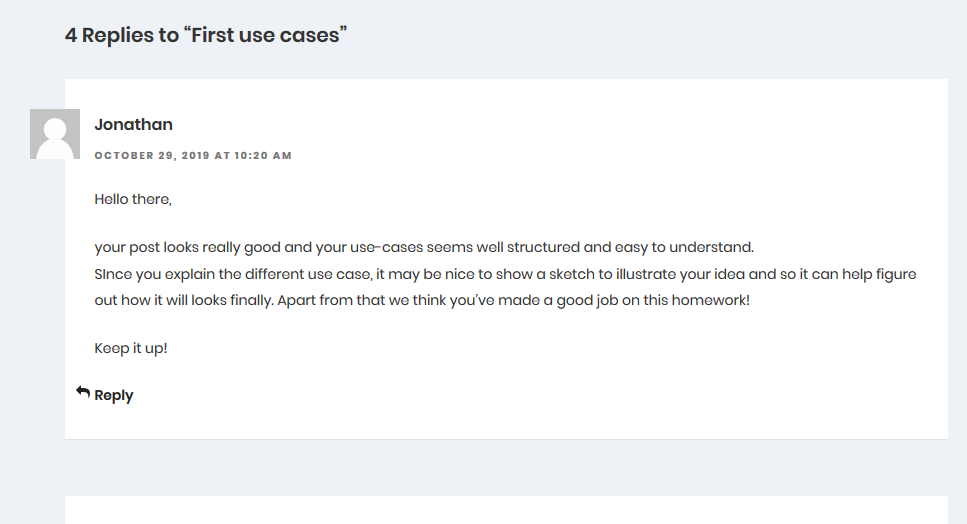 4 Replies to “First use cases”
Jonathan
OCTOBER 29, 2019 AT 10:20 AM
Hello there,
your post looks really good and your use-cases seems well structured and easy to understand.
SInce you explain the different use case, it may be nice to show a sketch to illustrate your idea and so it can help figure
out how it will looks finally. Apart from that we think you’ve made a good job on this homework!
Keep it up!
Reply